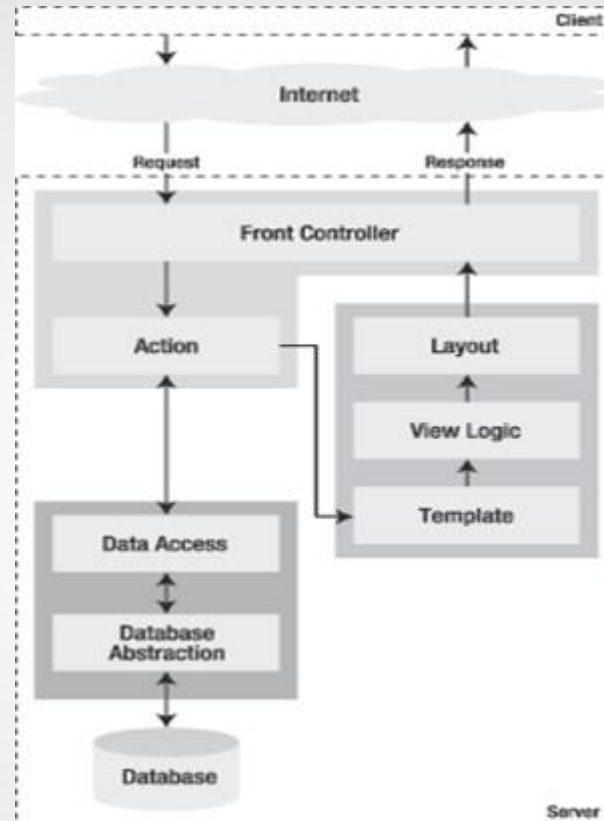 Client
Internet
Request
Response
Front Controller
Action
Layout
View Logic
Template
Data Access
Database
Abstraction
Database
Server